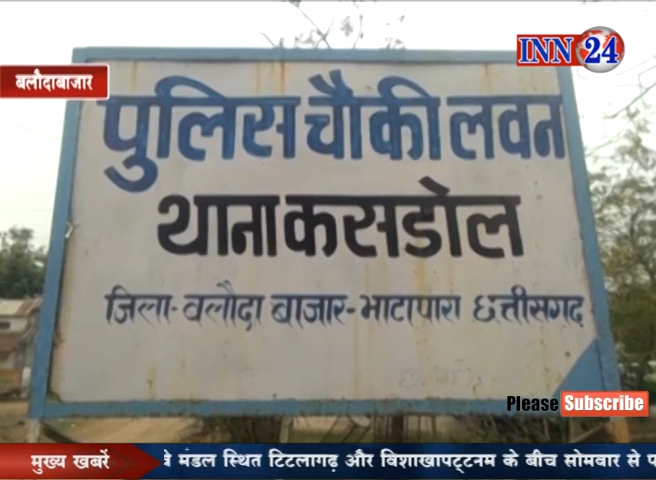 INN 24
बलौदाबाजार
पुलिस चौकी लवन
थाना कसडोल
जिला-बलौदा बाजार-भाटापारा छत्तीसगढ़
Please Subscribe
मुख्य खबरें
मंडल स्थित टिटलागढ़ और विशाखापट्टनम के बीच सोमवार से